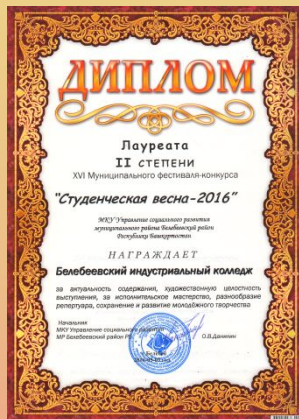 ДИПЛОМ
Лауреата
II СТЕПЕНИ
XVI Муниципального фестиваля-конкурса
"Студенческая весна-2016"
МКУ Управление социального развития
муниципального района Белебеевский район
Республики Башкортостан
НАГРАЖДАЕТ
Белебеевский индустриальный колледж
за актуальность содержания, художественную целостность
выступления, за исполнительское мастерство, разнообразие
репертуара, сохранение и развитие молодёжного творчества
Начальник
МКУ Управление социального развития
МР Белебеевский район РБ